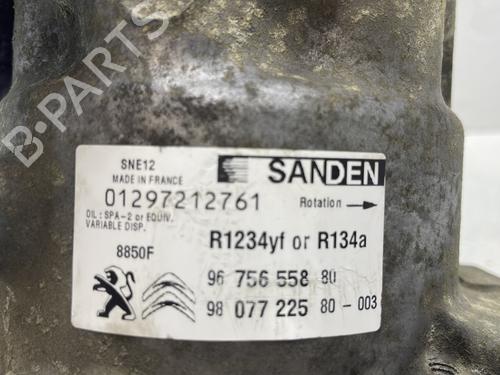 B-PARTS
SNE12
MADE IN FRANCE
SANDEN
01297212761
Rotation
OIL: SPA-2 or EQUIV.
VARIABLE DISP.
8850F
R1234yf or R134a
96 756 558 80
98 077 225 80-003